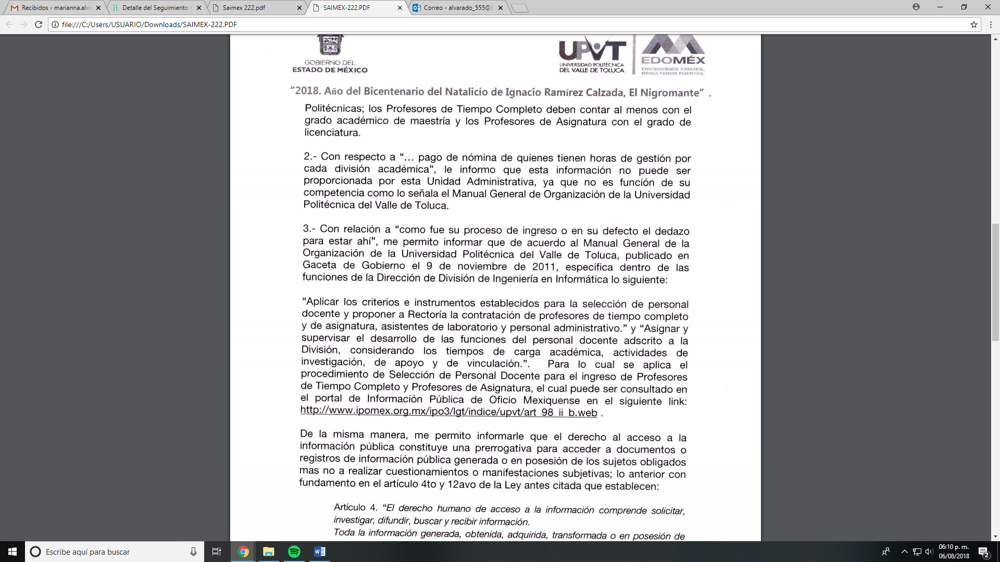 Recibidos - marianna.alva
Detalle del Seguimiento d
Saimex 222.pdf
SAIMEX-222.PDF
Correo - alvarado_555@h
file:///C:/Users/USUARIO/Downloads/SAIMEX-222.PDF
GOBIERNO DEL
ESTADO DE MÉXICO
UPVT
UNIVERSIDAD POLITÉCNICA
DEL VALLE DE TOLUCA
EDOMÉX
DECISIONES FIRMES,
RESULTADOS FUERTES.
“2018. Año del Bicentenario del Natalicio de Ignacio Ramírez Calzada, El Nigromante” .
Politécnicas; los Profesores de Tiempo Completo deben contar al menos con el
grado académico de maestría y los Profesores de Asignatura con el grado de
licenciatura.
2.- Con respecto a “... pago de nómina de quienes tienen horas de gestión por
cada división académica”, le informo que esta información no puede ser
proporcionada por esta Unidad Administrativa, ya que no es función de su
competencia como lo señala el Manual General de Organización de la Universidad
Politécnica del Valle de Toluca.
3.- Con relación a “como fue su proceso de ingreso o en su defecto el dedazo
para estar ahí”, me permito informar que de acuerdo al Manual General de la
Organización de la Universidad Politécnica del Valle de Toluca, publicado en
Gaceta de Gobierno el 9 de noviembre de 2011, especifica dentro de las
funciones de la Dirección de División de Ingeniería en Informática lo siguiente:
“Aplicar los criterios e instrumentos establecidos para la selección de personal
docente y proponer a Rectoría la contratación de profesores de tiempo completo
y de asignatura, asistentes de laboratorio y personal administrativo.” y “Asignar y
supervisar el desarrollo de las funciones del personal docente adscrito a la
División, considerando los tiempos de carga académica, actividades de
investigación, de apoyo y de vinculación.”. Para lo cual se aplica el
procedimiento de Selección de Personal Docente para el ingreso de Profesores
de Tiempo Completo y Profesores de Asignatura, el cual puede ser consultado en
el portal de Información Pública de Oficio Mexiquense en el siguiente link:
http://www.ipomex.org.mx/ipo3/lgt/indice/upvt/art_98_ii_b.web .
De la misma manera, me permito informarle que el derecho al acceso a la
información pública constituye una prerrogativa para acceder a documentos o
registros de información pública generada o en posesión de los sujetos obligados
mas no a realizar cuestionamientos o manifestaciones subjetivas; lo anterior con
fundamento en el artículo 4to y 12avo de la Ley antes citada que establecen:
Artículo 4. “El derecho humano de acceso a la información comprende solicitar,
investigar, difundir, buscar y recibir información.
Toda la información generada, obtenida, adquirida, transformada o en posesión de
Escribe aquí para buscar
06:10 p. m.
06/08/2018
2